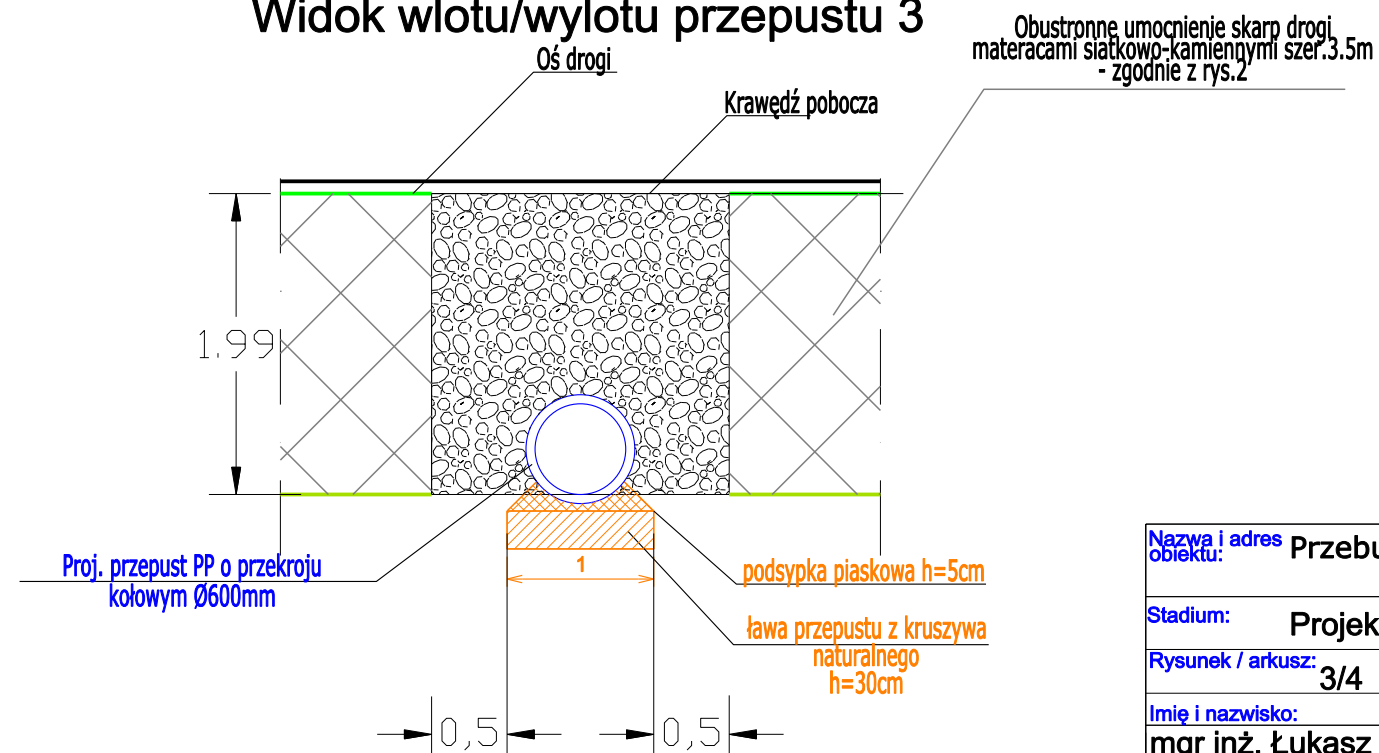 Widok wlotu/wylotu przepustu 3
Obustronne umocnienie skarp drogi
materacami siatkowo-kamiennymi szer.3.5m
- zgodnie z rys.2
Oś drogi
Krawędź pobocza
1.99
Proj. przepust PP o przekroju
kołowym Ø600mm
1
podsypka piaskowa h=5cm
ława przepustu z kruszywa
naturalnego
h=30cm
0,5
0,5
Nazwa i adres
obiektu:
Przebu
Stadium:
Projek
Rysunek / arkusz:
3/4
Imię i nazwisko:
mgr inż. Łukasz